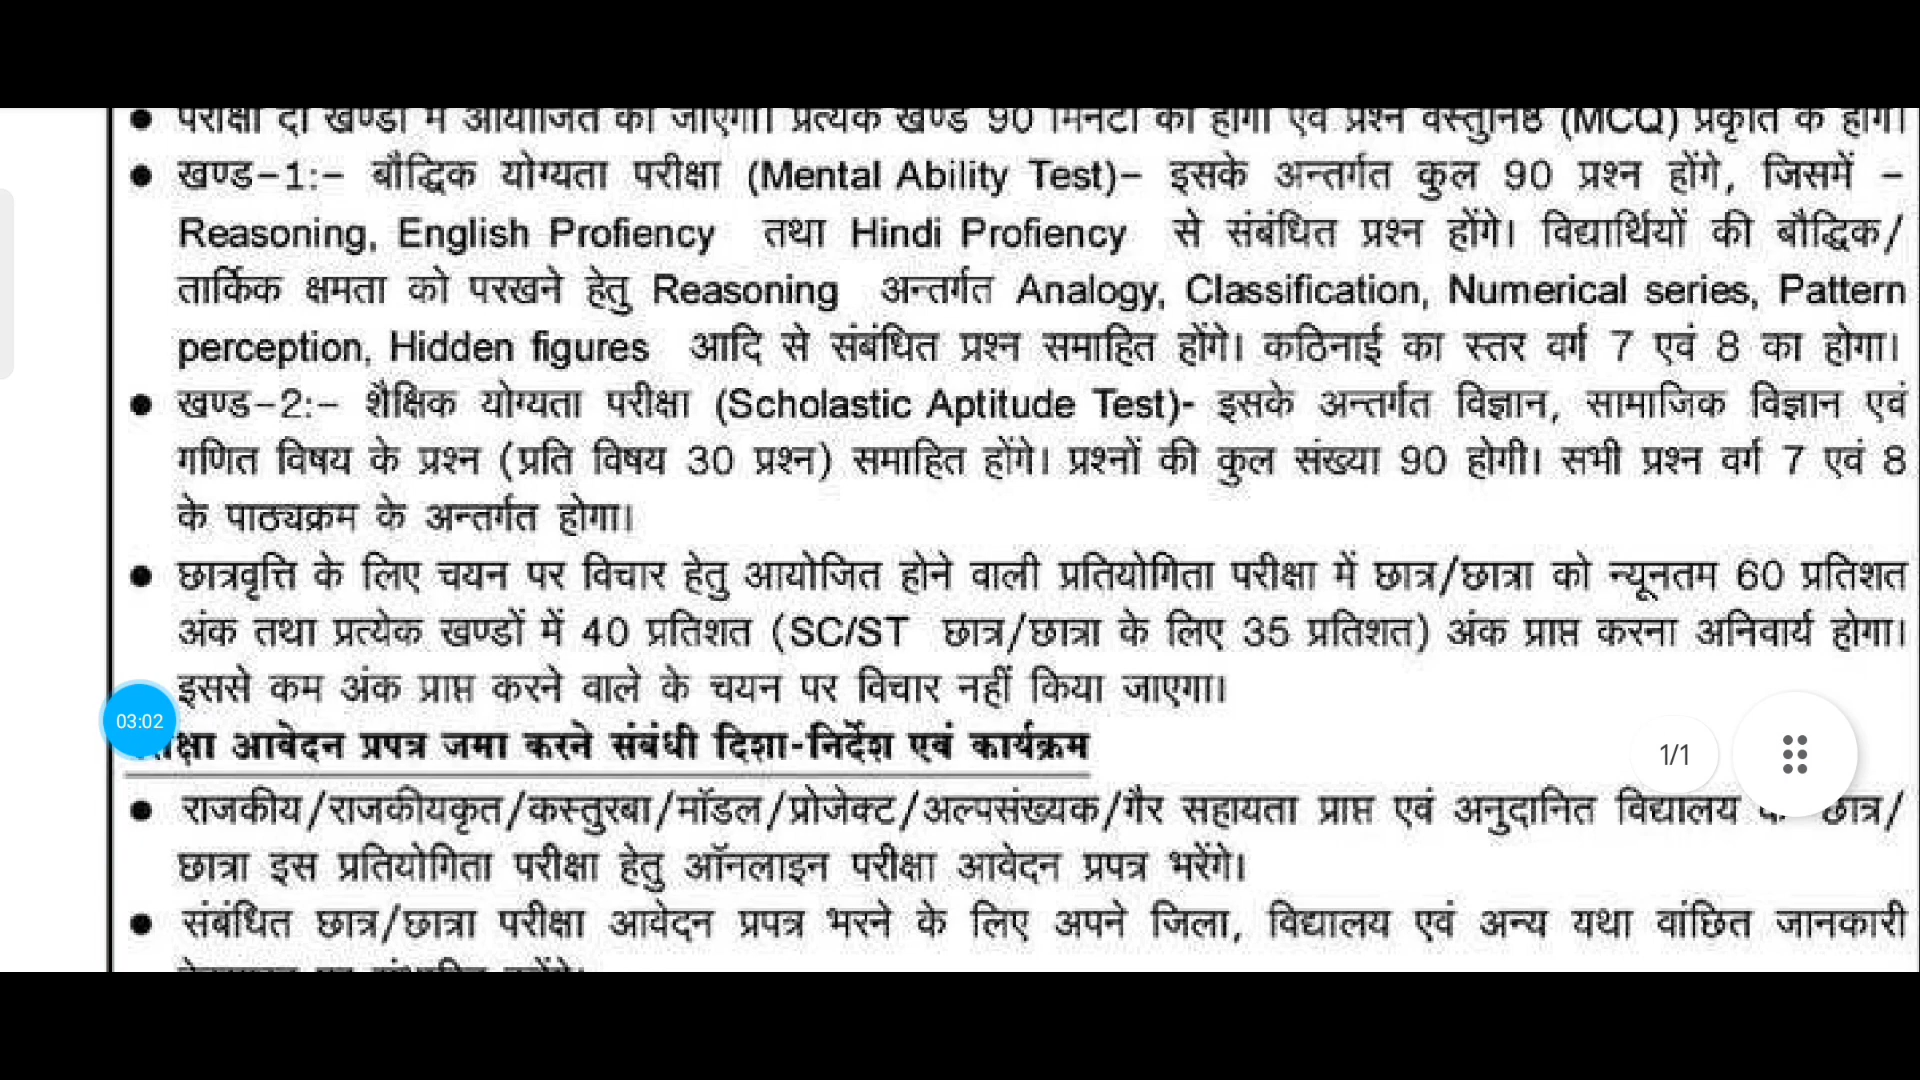 परीक्षा दो खण्डों में आयोजित की जाएगी। प्रत्येक खण्ड 90 मिनटों का होगा एवं प्रश्न वस्तुनिष्ठ (MCQ) प्रकृति के होंगे।
खण्ड–1:– बौद्धिक योग्यता परीक्षा (Mental Ability Test)– इसके अन्तर्गत कुल 90 प्रश्न होंगे, जिसमें –
Reasoning, English Profiency तथा Hindi Profiency से संबंधित प्रश्न होंगे। विद्यार्थियों की बौद्धिक/
तार्किक क्षमता को परखने हेतु Reasoning अन्तर्गत Analogy, Classification, Numerical series, Pattern
perception, Hidden figures आदि से संबंधित प्रश्न समाहित होंगे। कठिनाई का स्तर वर्ग 7 एवं 8 का होगा।
खण्ड–2:– शैक्षिक योग्यता परीक्षा (Scholastic Aptitude Test)- इसके अन्तर्गत विज्ञान, सामाजिक विज्ञान एवं
गणित विषय के प्रश्न (प्रति विषय 30 प्रश्न) समाहित होंगे। प्रश्नों की कुल संख्या 90 होगी। सभी प्रश्न वर्ग 7 एवं 8
के पाठ्यक्रम के अन्तर्गत होगा।
छात्रवृत्ति के लिए चयन पर विचार हेतु आयोजित होने वाली प्रतियोगिता परीक्षा में छात्र/छात्रा को न्यूनतम 60 प्रतिशत
अंक तथा प्रत्येक खण्डों में 40 प्रतिशत (SC/ST छात्र/छात्रा के लिए 35 प्रतिशत) अंक प्राप्त करना अनिवार्य होगा।
इससे कम अंक प्राप्त करने वाले के चयन पर विचार नहीं किया जाएगा।
03:02
आवेदन प्रपत्र जमा करने संबंधी दिशा-निर्देश एवं कार्यक्रम
1/1
राजकीय/राजकीयकृत/कस्तुरबा/मॉडल/प्रोजेक्ट/अल्पसंख्यक/गैर सहायता प्राप्त एवं अनुदानित विद्यालय छात्र/
छात्रा इस प्रतियोगिता परीक्षा हेतु ऑनलाइन परीक्षा आवेदन प्रपत्र भरेंगे।
संबंधित छात्र/छात्रा परीक्षा आवेदन प्रपत्र भरने के लिए अपने जिला, विद्यालय एवं अन्य यथा वांछित जानकारी